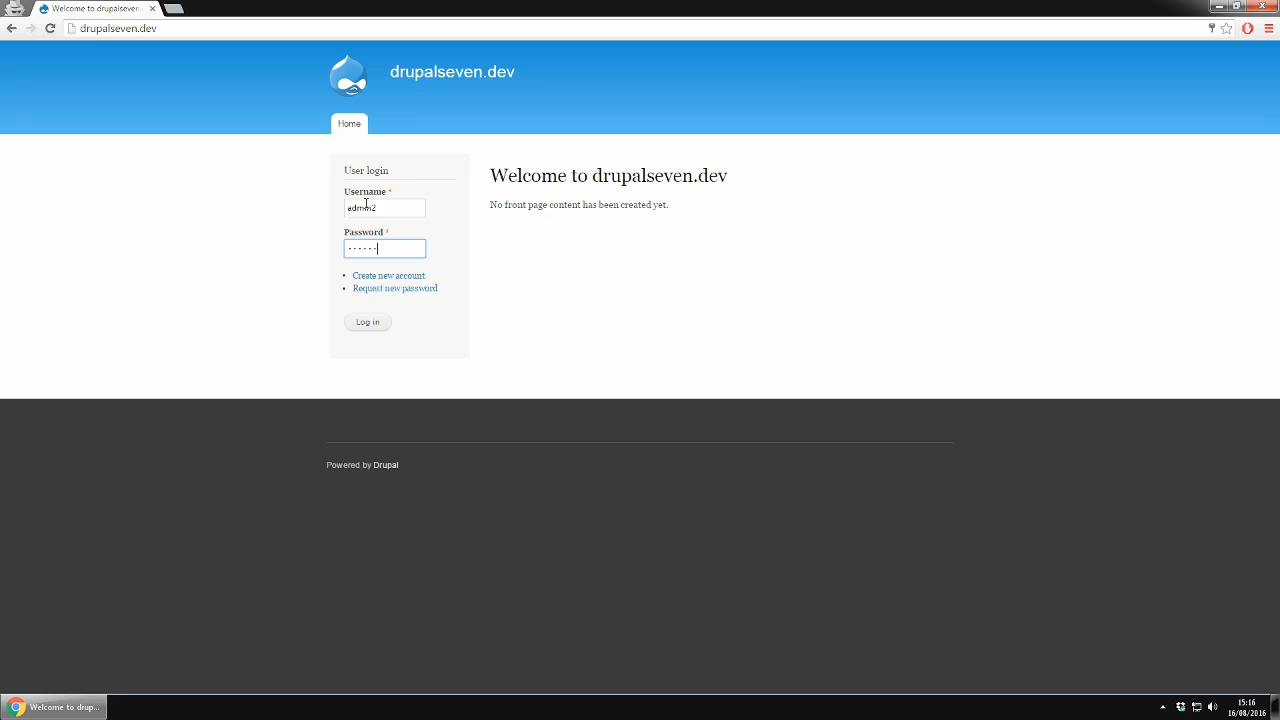 Welcome to drupalseven.
drupalseven.dev
drupalseven.dev
Home
User login
Username *
admin2
Password *
Create new account
Request new password
Log in
Welcome to drupalseven.dev
No front page content has been created yet.
Powered by Drupal
Welcome to drup...
15:16
16/08/2016